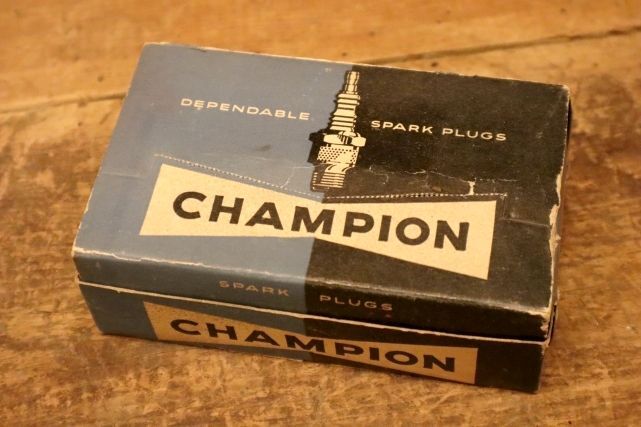 DEPENDABLE SPARK PLUGS
CHAMPION
SPARK PLUGS
CHAMPION